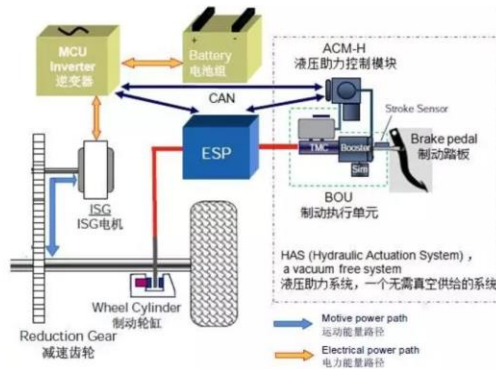 MCU
Inverter
逆变器
Battery
电池组
ACM-H
液压助力控制模块
CAN
Stroke Sensor
ESP
TMC
Booster
Sim
Brake pedal
制动踏板
BOU
制动执行单元
ISG
ISG电机
HAS (Hydraulic Actuation System) ,
a vacuum free system
液压助力系统，一个无需真空供给的系统
Wheel Cylinder
制动轮缸
Reduction Gear
减速齿轮
Motive power path
运动能量路径
Electrical power path
电力能量路径